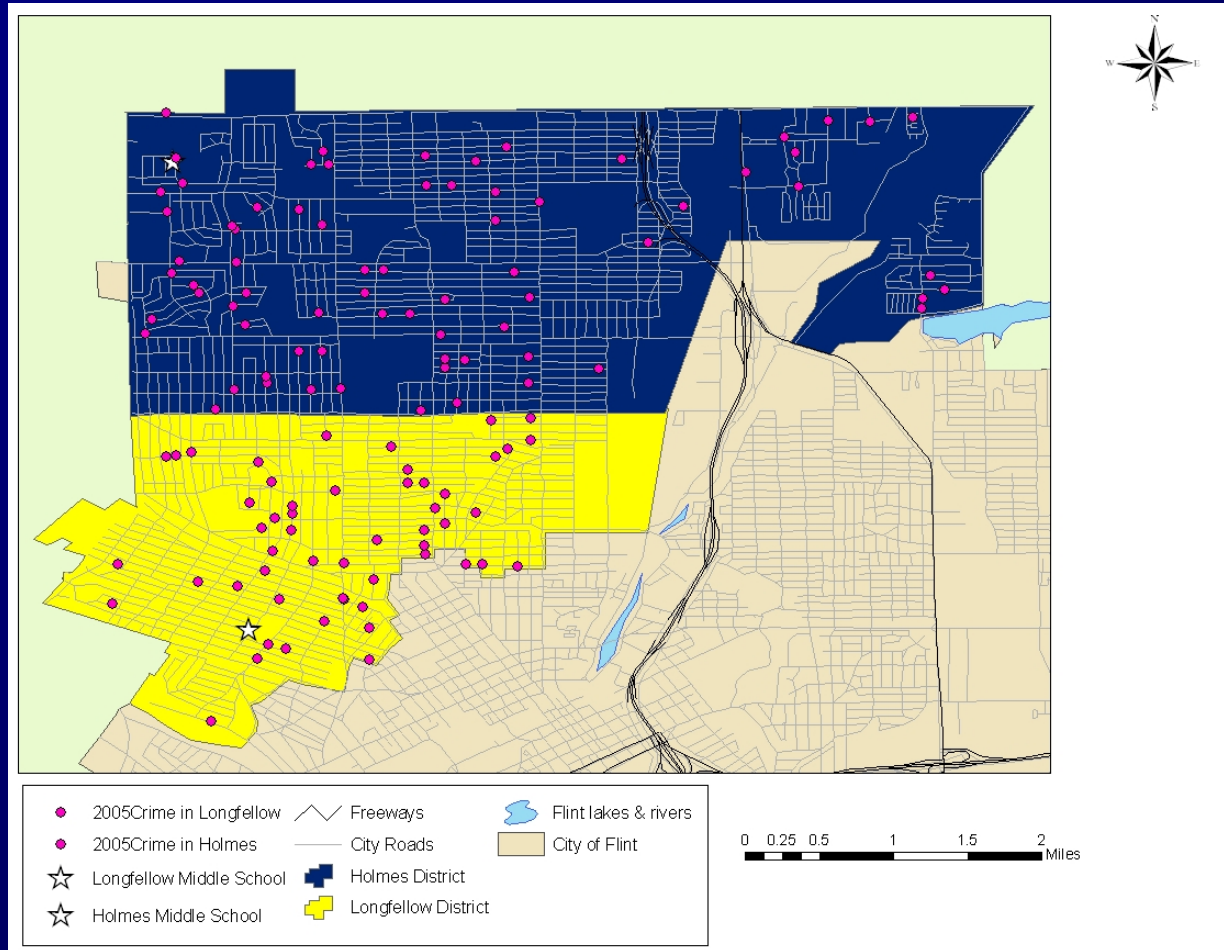 N
W E
S
2005Crime in Longfellow
2005Crime in Holmes
Longfellow Middle School
Holmes Middle School
Freeways
City Roads
Holmes District
Longfellow District
Flint lakes & rivers
City of Flint
0 0.25 0.5 1 1.5 2
Miles